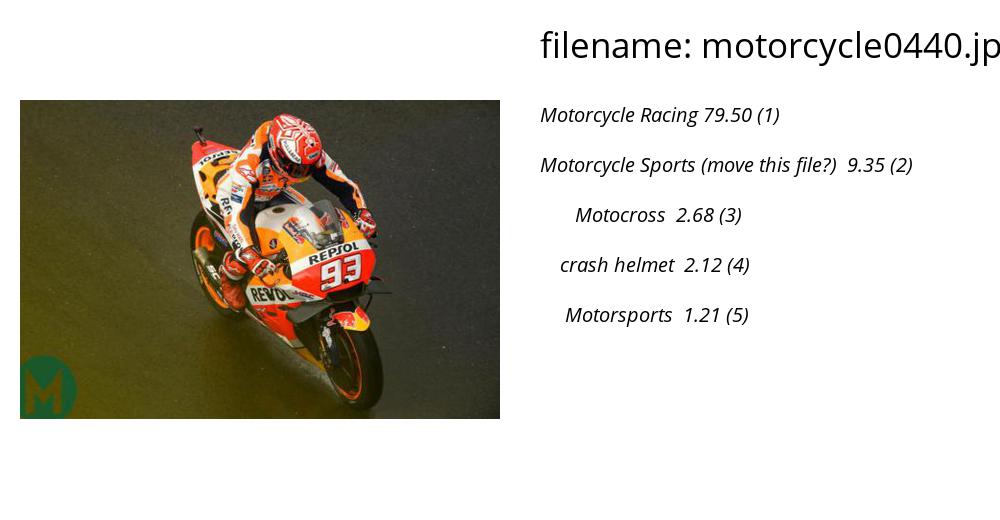 filename: motorcycle0440.jp
Motorcycle Racing 79.50 (1)
Motorcycle Sports (move this file?) 9.35 (2)
Motocross 2.68 (3)
crash helmet 2.12 (4)
Motorsports 1.21 (5)
REPSOL
REPSOL
93
M